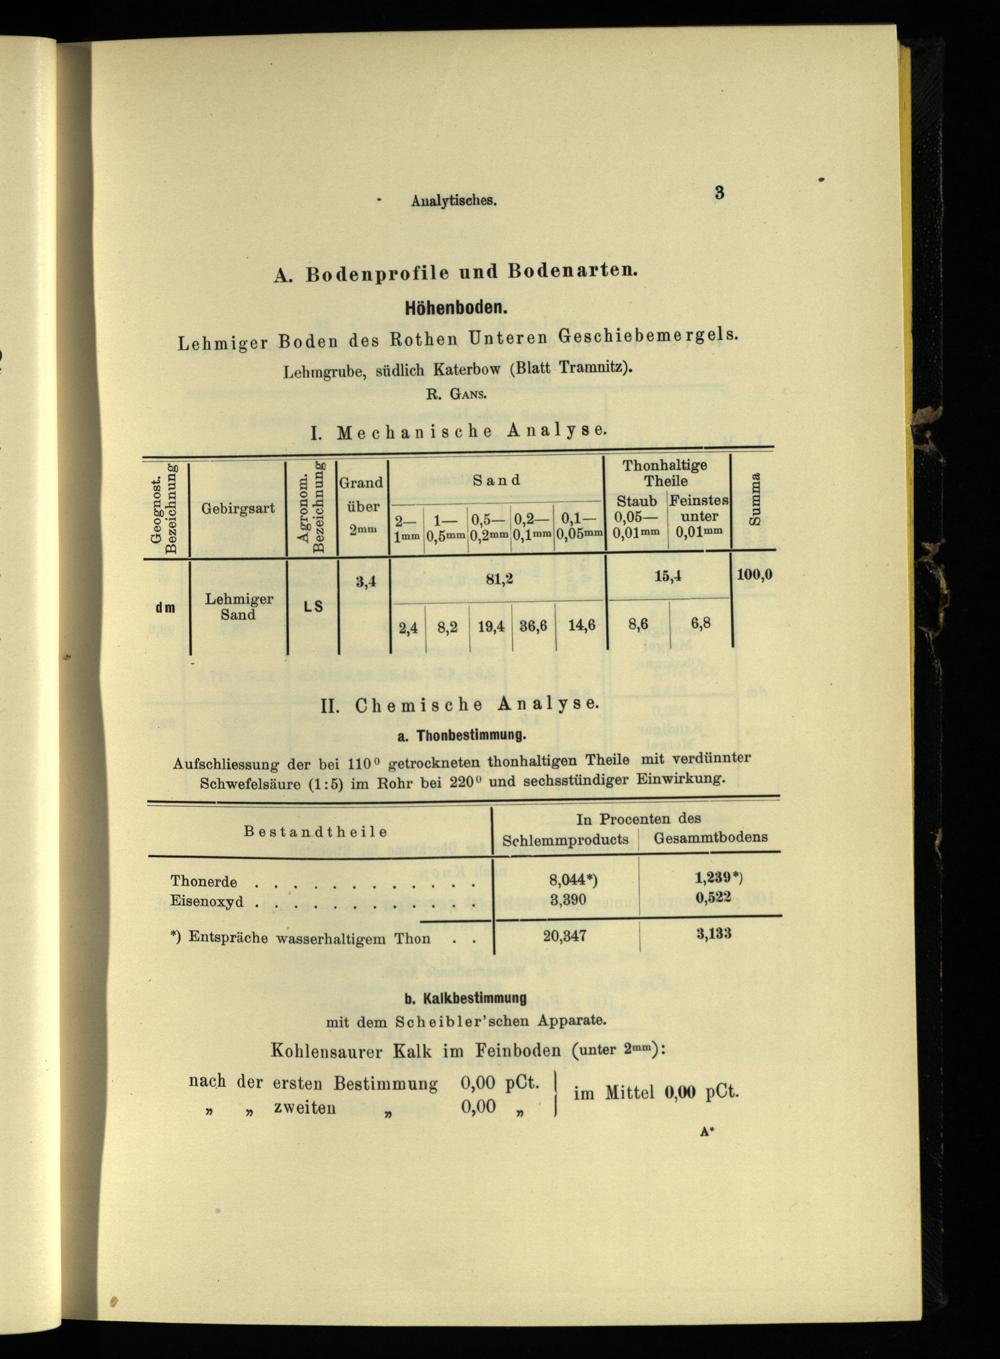 Analytisches. 3
A. Bodenprofile und Bodenarten.
Höhenboden.
Lehmiger Boden des Rothen Unteren Geschiebemergels.
Lehmgrube, südlich Katerbow (Blatt Tramnitz).
R. GANS.
I. Mechanische Analyse.
Geognost. Bezeichnung
Gebirgsart
Agronom. Bezeichnung
Grand über 2mm
Sand
2— 1mm
1— 0,5mm
0,5— 0,2mm
0,2— 0,1mm
0,1— 0,05mm
Thonhaltige Theile
Staub 0,05— 0,01mm
Feinstes unter 0,01mm
Summa
dm
Lehmiger Sand
LS
3,4 81,2 15,4 100,0
2,4 8,2 19,4 36,6 14,6 8,6 6,8
II. Chemische Analyse.
a. Thonbestimmung.
Aufschliessung der bei 110⁰ getrockneten thonhaltigen Theile mit verdünnter
Schwefelsäure (1:5) im Rohr bei 220⁰ und sechsstündiger Einwirkung.
Bestandtheile
In Procenten des
Schlemmproducts Gesammtbodens
Thonerde . . . . . . . . . . . . 8,044*) 1,239*)
Eisenoxyd . . . . . . . . . . . . 3,390 0,522
*) Entspräche wasserhaltigem Thon . . 20,347 3,133
b. Kalkbestimmung
mit dem Scheibler'schen Apparate.
Kohlensaurer Kalk im Feinboden (unter 2mm):
nach der ersten Bestimmung 0,00 pCt.
„ „ zweiten „ 0,00 „
im Mittel 0,00 pCt.
A*